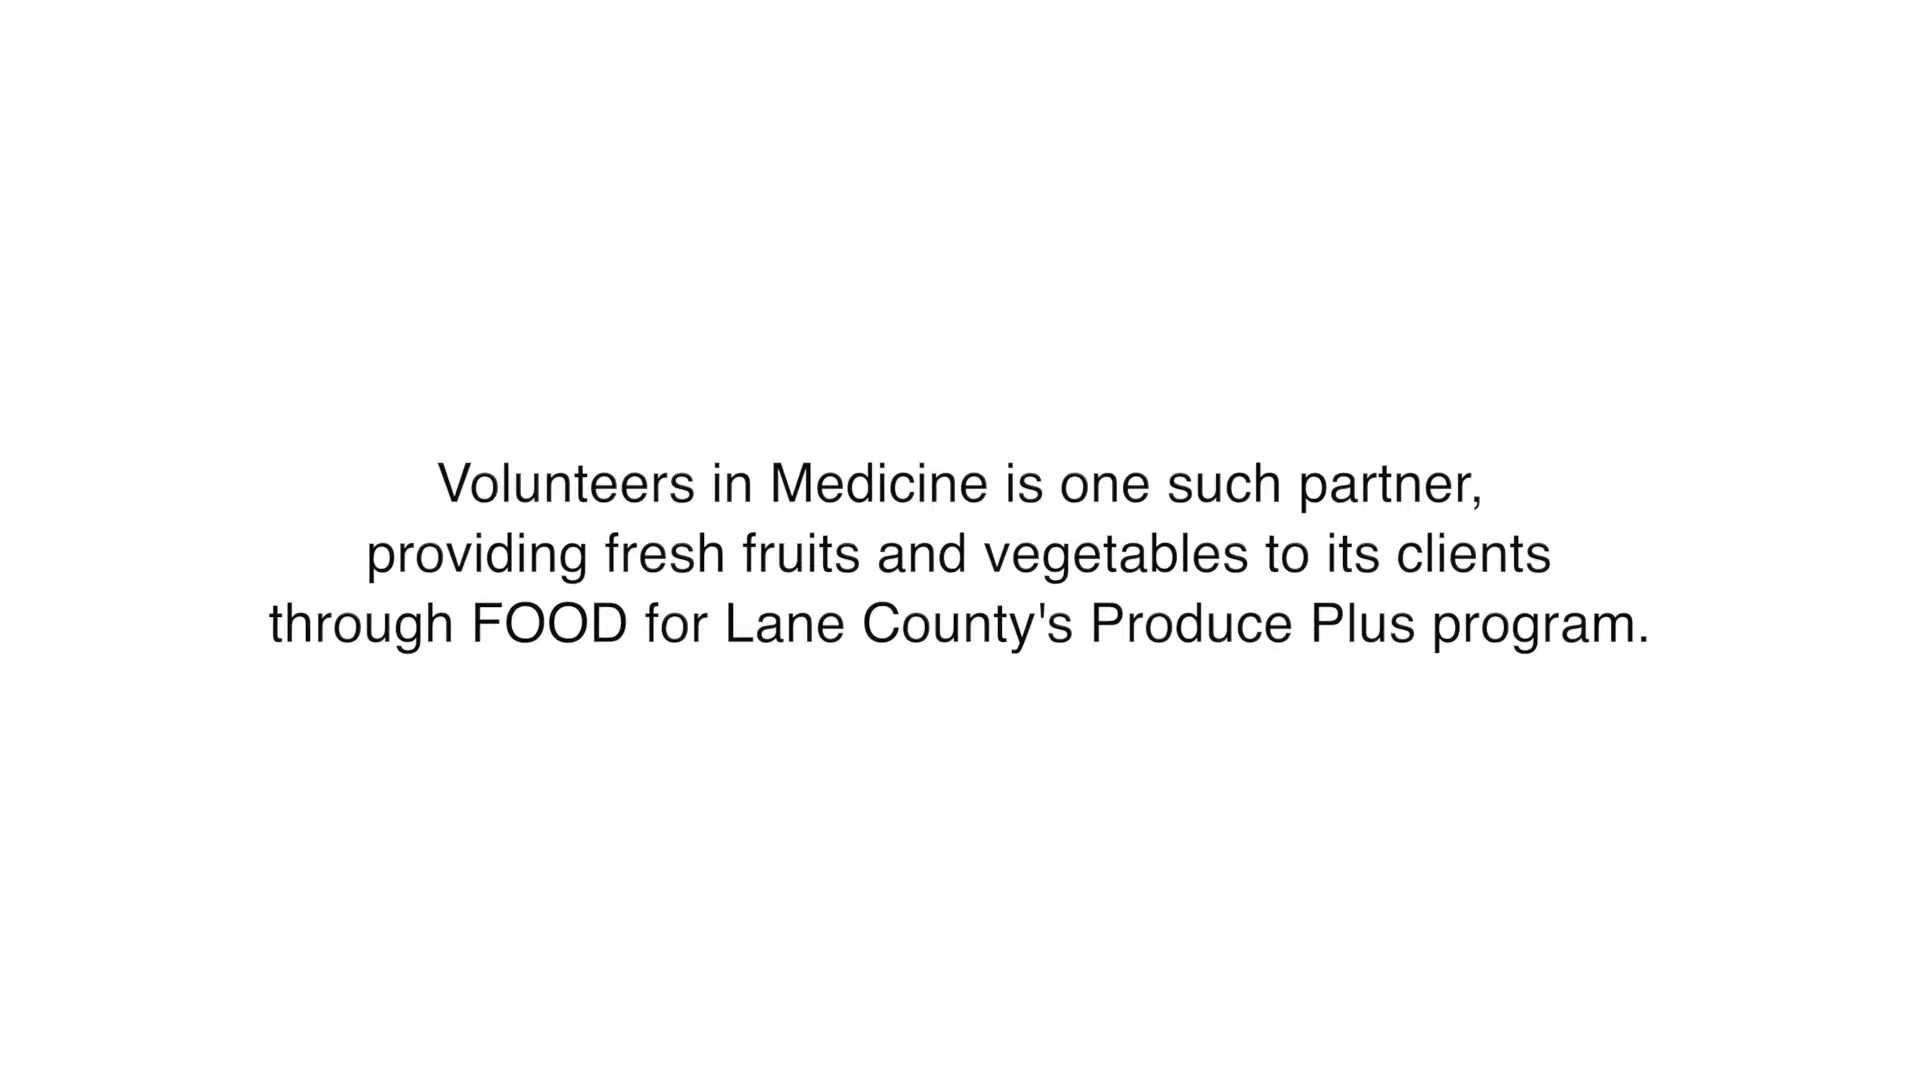 Volunteers in Medicine is one such partner,
providing fresh fruits and vegetables to its clients
through FOOD for Lane County's Produce Plus program.